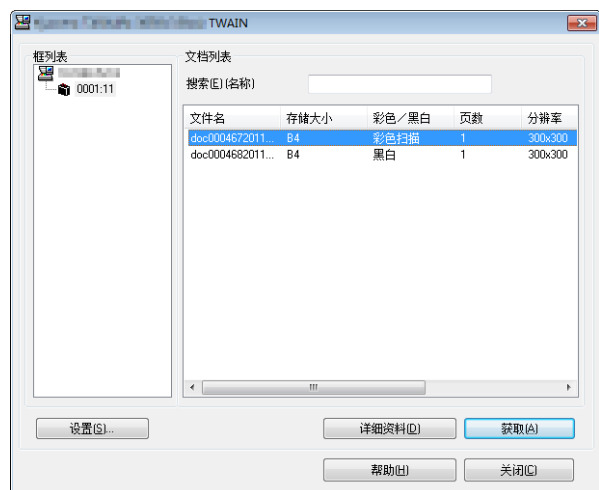 TWAIN
框列表
0001:11
文档列表
搜索(E) (名称)
文件名 存储大小 彩色／黑白 页数 分辨率
doc0004672011... B4 彩色扫描 1 300x300
doc0004682011... B4 黑白 1 300x300
设置(S)... 详细资料(D) 获取(A)
帮助(H) 关闭(C)